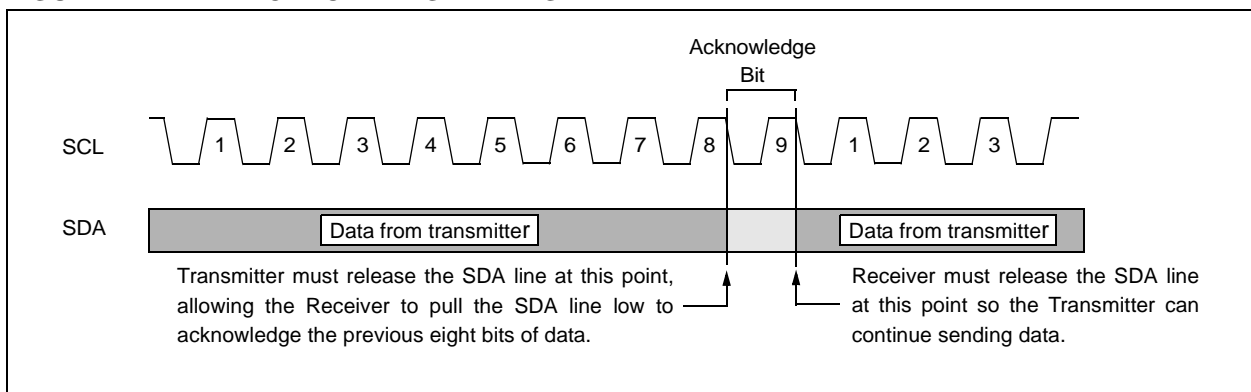 Acknowledge
Bit
SCL
1 2 3 4 5 6 7 8 9 1 2 3
SDA
Data from transmitter
Data from transmitter
Transmitter must release the SDA line at this point,
allowing the Receiver to pull the SDA line low to
acknowledge the previous eight bits of data.
Receiver must release the SDA line
at this point so the Transmitter can
continue sending data.